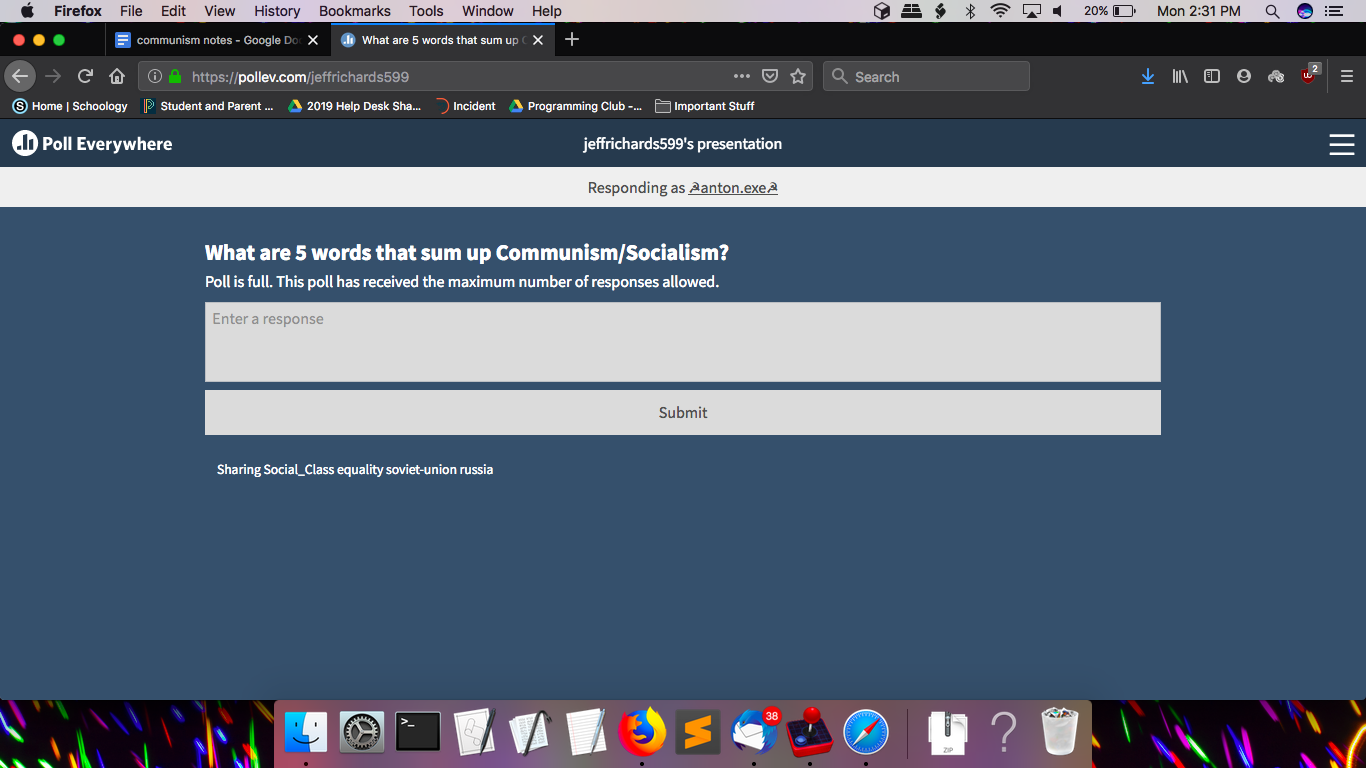 Firefox File Edit View History Bookmarks Tools Window Help 20% Mon 2:31 PM
communism notes - Google Do
What are 5 words that sum up C
https://pollev.com/jeffrichards599
Search
2
Home | Schoology
Student and Parent ...
2019 Help Desk Sha...
Incident
Programming Club -...
Important Stuff
Poll Everywhere
jeffrichards599's presentation
Responding as ☭anton.exe☭
What are 5 words that sum up Communism/Socialism?
Poll is full. This poll has received the maximum number of responses allowed.
Enter a response
Submit
Sharing Social_Class equality soviet-union russia
38
ZIP